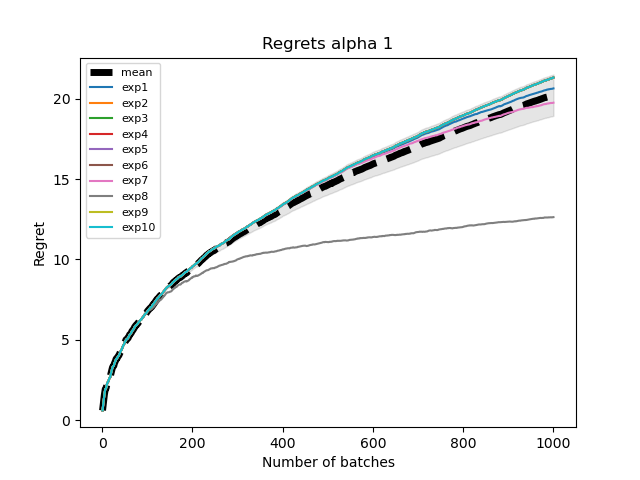 Regrets alpha 1
mean
exp1
exp2
exp3
exp4
exp5
exp6
exp7
exp8
exp9
exp10
Regret
20
15
10
5
0
0 200 400 600 800 1000
Number of batches